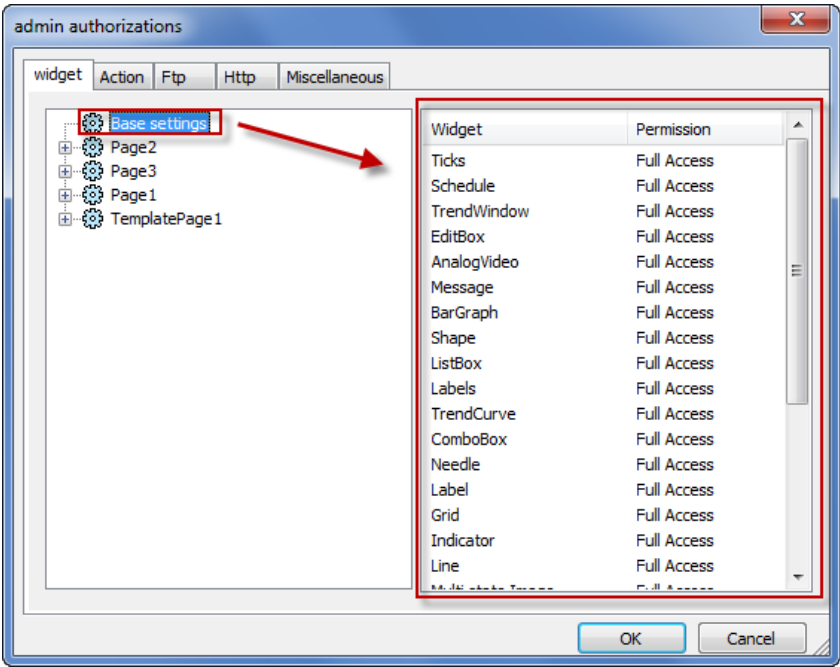 admin authorizations
widget Action Ftp Http Miscellaneous
Base settings
Page2
Page3
Page1
TemplatePage1
Widget Permission
Ticks Full Access
Schedule Full Access
TrendWindow Full Access
EditBox Full Access
AnalogVideo Full Access
Message Full Access
BarGraph Full Access
Shape Full Access
ListBox Full Access
Labels Full Access
TrendCurve Full Access
ComboBox Full Access
Needle Full Access
Label Full Access
Grid Full Access
Indicator Full Access
Line Full Access
OK Cancel